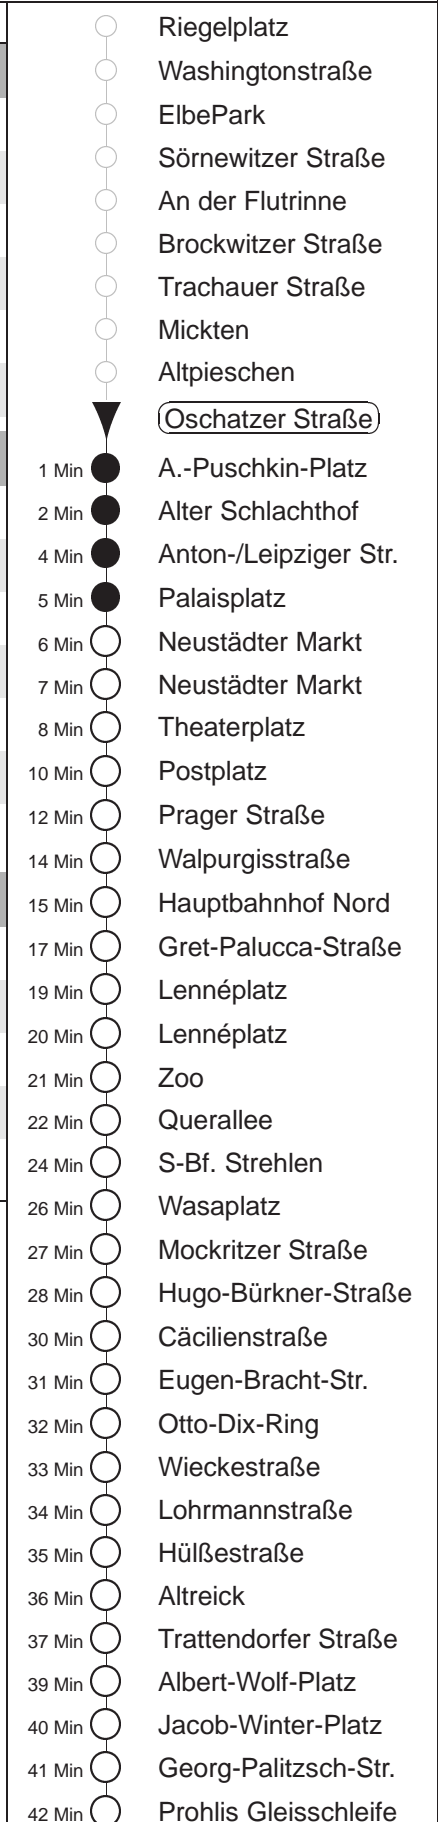 Riegelplatz
Washingtonstraße
ElbePark
Sörnewitzer Straße
An der Flutrinne
Brockwitzer Straße
Trachauer Straße
Mickten
Altpieschen
Oschatzer Straße
1 Min A.-Puschkin-Platz
2 Min Alter Schlachthof
4 Min Anton-/Leipziger Str.
5 Min Palaisplatz
6 Min Neustädter Markt
7 Min Neustädter Markt
8 Min Theaterplatz
10 Min Postplatz
12 Min Prager Straße
14 Min Walpurgisstraße
15 Min Hauptbahnhof Nord
17 Min Gret-Palucca-Straße
19 Min Lennéplatz
20 Min Lennéplatz
21 Min Zoo
22 Min Querallee
24 Min S-Bf. Strehlen
26 Min Wasaplatz
27 Min Mockritzer Straße
28 Min Hugo-Bürkner-Straße
30 Min Cäcilienstraße
31 Min Eugen-Bracht-Str.
32 Min Otto-Dix-Ring
33 Min Wieckestraße
34 Min Lohrmannstraße
35 Min Hülßestraße
36 Min Altreick
37 Min Trattendorfer Straße
39 Min Albert-Wolf-Platz
40 Min Jacob-Winter-Platz
41 Min Georg-Palitzsch-Str.
42 Min Prohlis Gleisschleife